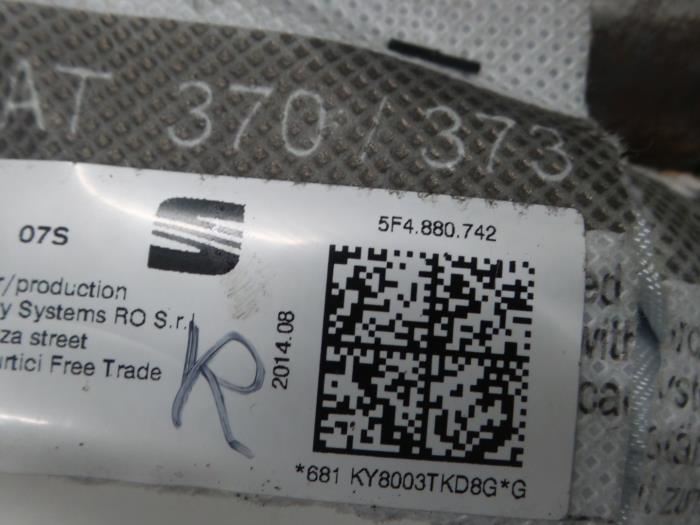 AT 370 / 373
07S
5F4.880.742
r/production
y Systems RO S.r.
za street
urtici Free Trade
R
2014.08
*681 KY8003TKD8G*G